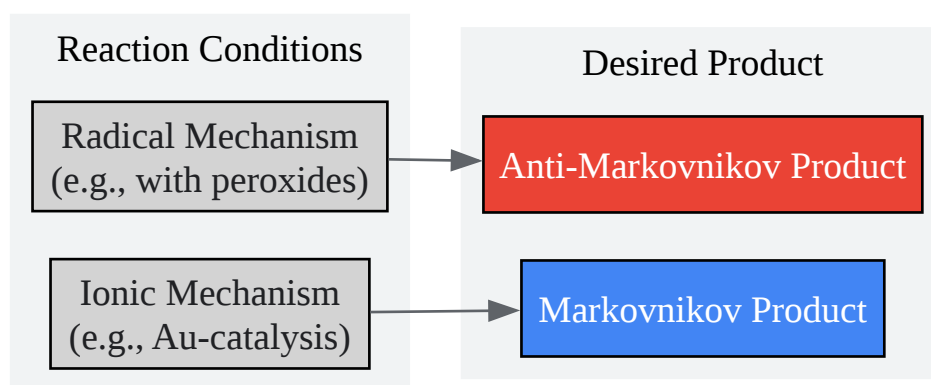 Reaction Conditions
Radical Mechanism
(e.g., with peroxides)
Ionic Mechanism
(e.g., Au-catalysis)
Desired Product
Anti-Markovnikov Product
Markovnikov Product